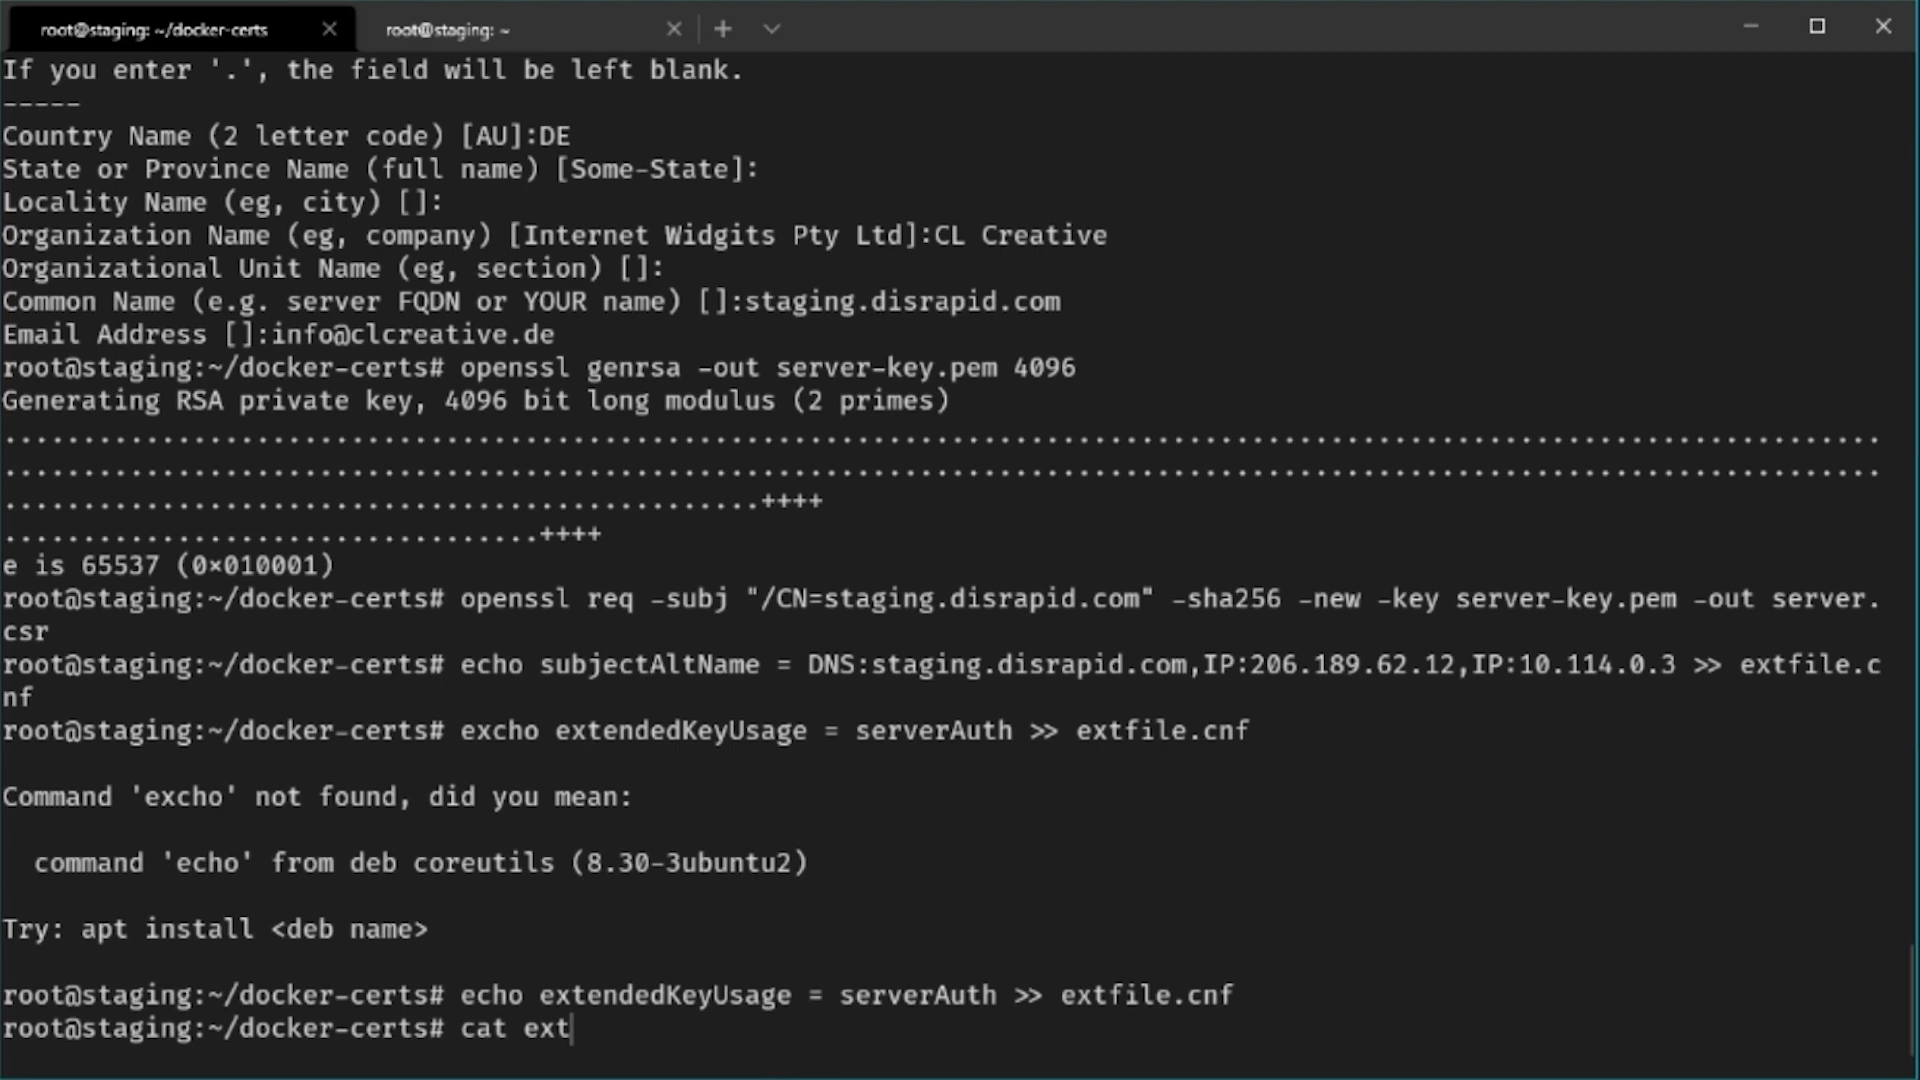 root@staging: ~/docker-certs
root@staging: ~
If you enter '.', the field will be left blank.
-----
Country Name (2 letter code) [AU]:DE
State or Province Name (full name) [Some-State]:
Locality Name (eg, city) []:
Organization Name (eg, company) [Internet Widgits Pty Ltd]:CL Creative
Organizational Unit Name (eg, section) []:
Common Name (e.g. server FQDN or YOUR name) []:staging.disrapid.com
Email Address []:info@clcreative.de
root@staging:~/docker-certs# openssl genrsa -out server-key.pem 4096
Generating RSA private key, 4096 bit long modulus (2 primes)
.......................................................................................................................
.......................................................................................................................
................................................++++
..................................++++
e is 65537 (0x010001)
root@staging:~/docker-certs# openssl req -subj "/CN=staging.disrapid.com" -sha256 -new -key server-key.pem -out server.
csr
root@staging:~/docker-certs# echo subjectAltName = DNS:staging.disrapid.com,IP:206.189.62.12,IP:10.114.0.3 >> extfile.c
nf
root@staging:~/docker-certs# excho extendedKeyUsage = serverAuth >> extfile.cnf
Command 'excho' not found, did you mean:
command 'echo' from deb coreutils (8.30-3ubuntu2)
Try: apt install <deb name>
root@staging:~/docker-certs# echo extendedKeyUsage = serverAuth >> extfile.cnf
root@staging:~/docker-certs# cat ext